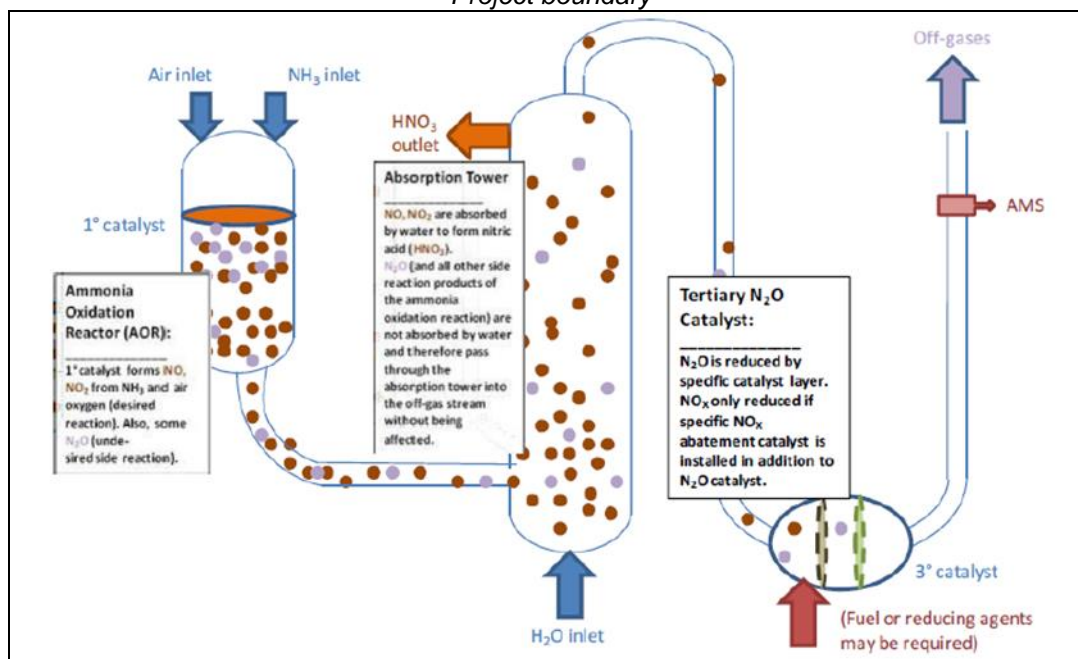 Project boundary
Air inlet
NH₃ inlet
1° catalyst
Ammonia
Oxidation
Reactor (AOR):
1° catalyst forms NO,
NO₂ from NH₃ and air
oxygen (desired
reaction). Also, some
N₂O (unde-
sired side reaction).
HNO₃
outlet
Absorption Tower
NO, NO₂ are absorbed
by water to form nitric
acid (HNO₃).
N₂O (and all other side
reaction products of
the ammonia
oxidation reaction) are
not absorbed by water
and therefore pass
through the
absorption tower into
the off-gas stream
without being
affected.
H₂O inlet
Tertiary N₂O
Catalyst:
N₂O is reduced by
specific catalyst layer.
NOₓ only reduced if
specific NOₓ
abatement catalyst is
installed in addition to
N₂O catalyst.
Off-gases
AMS
3° catalyst
(Fuel or reducing agents
may be required)